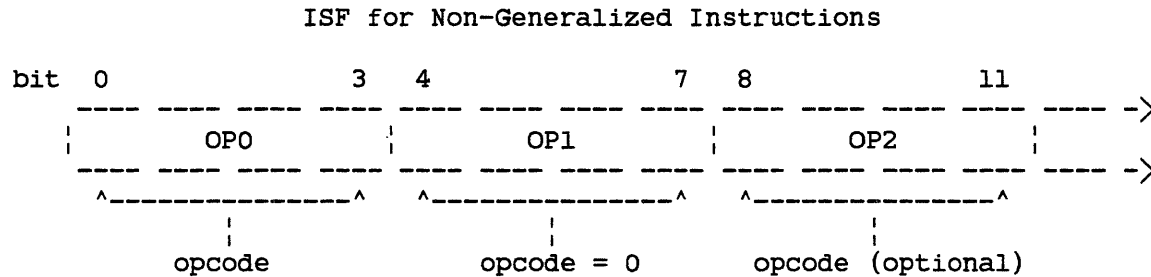 ISF for Non-Generalized Instructions
bit 0 3 4 7 8 11
OP0 OP1 OP2
opcode opcode = 0 opcode (optional)